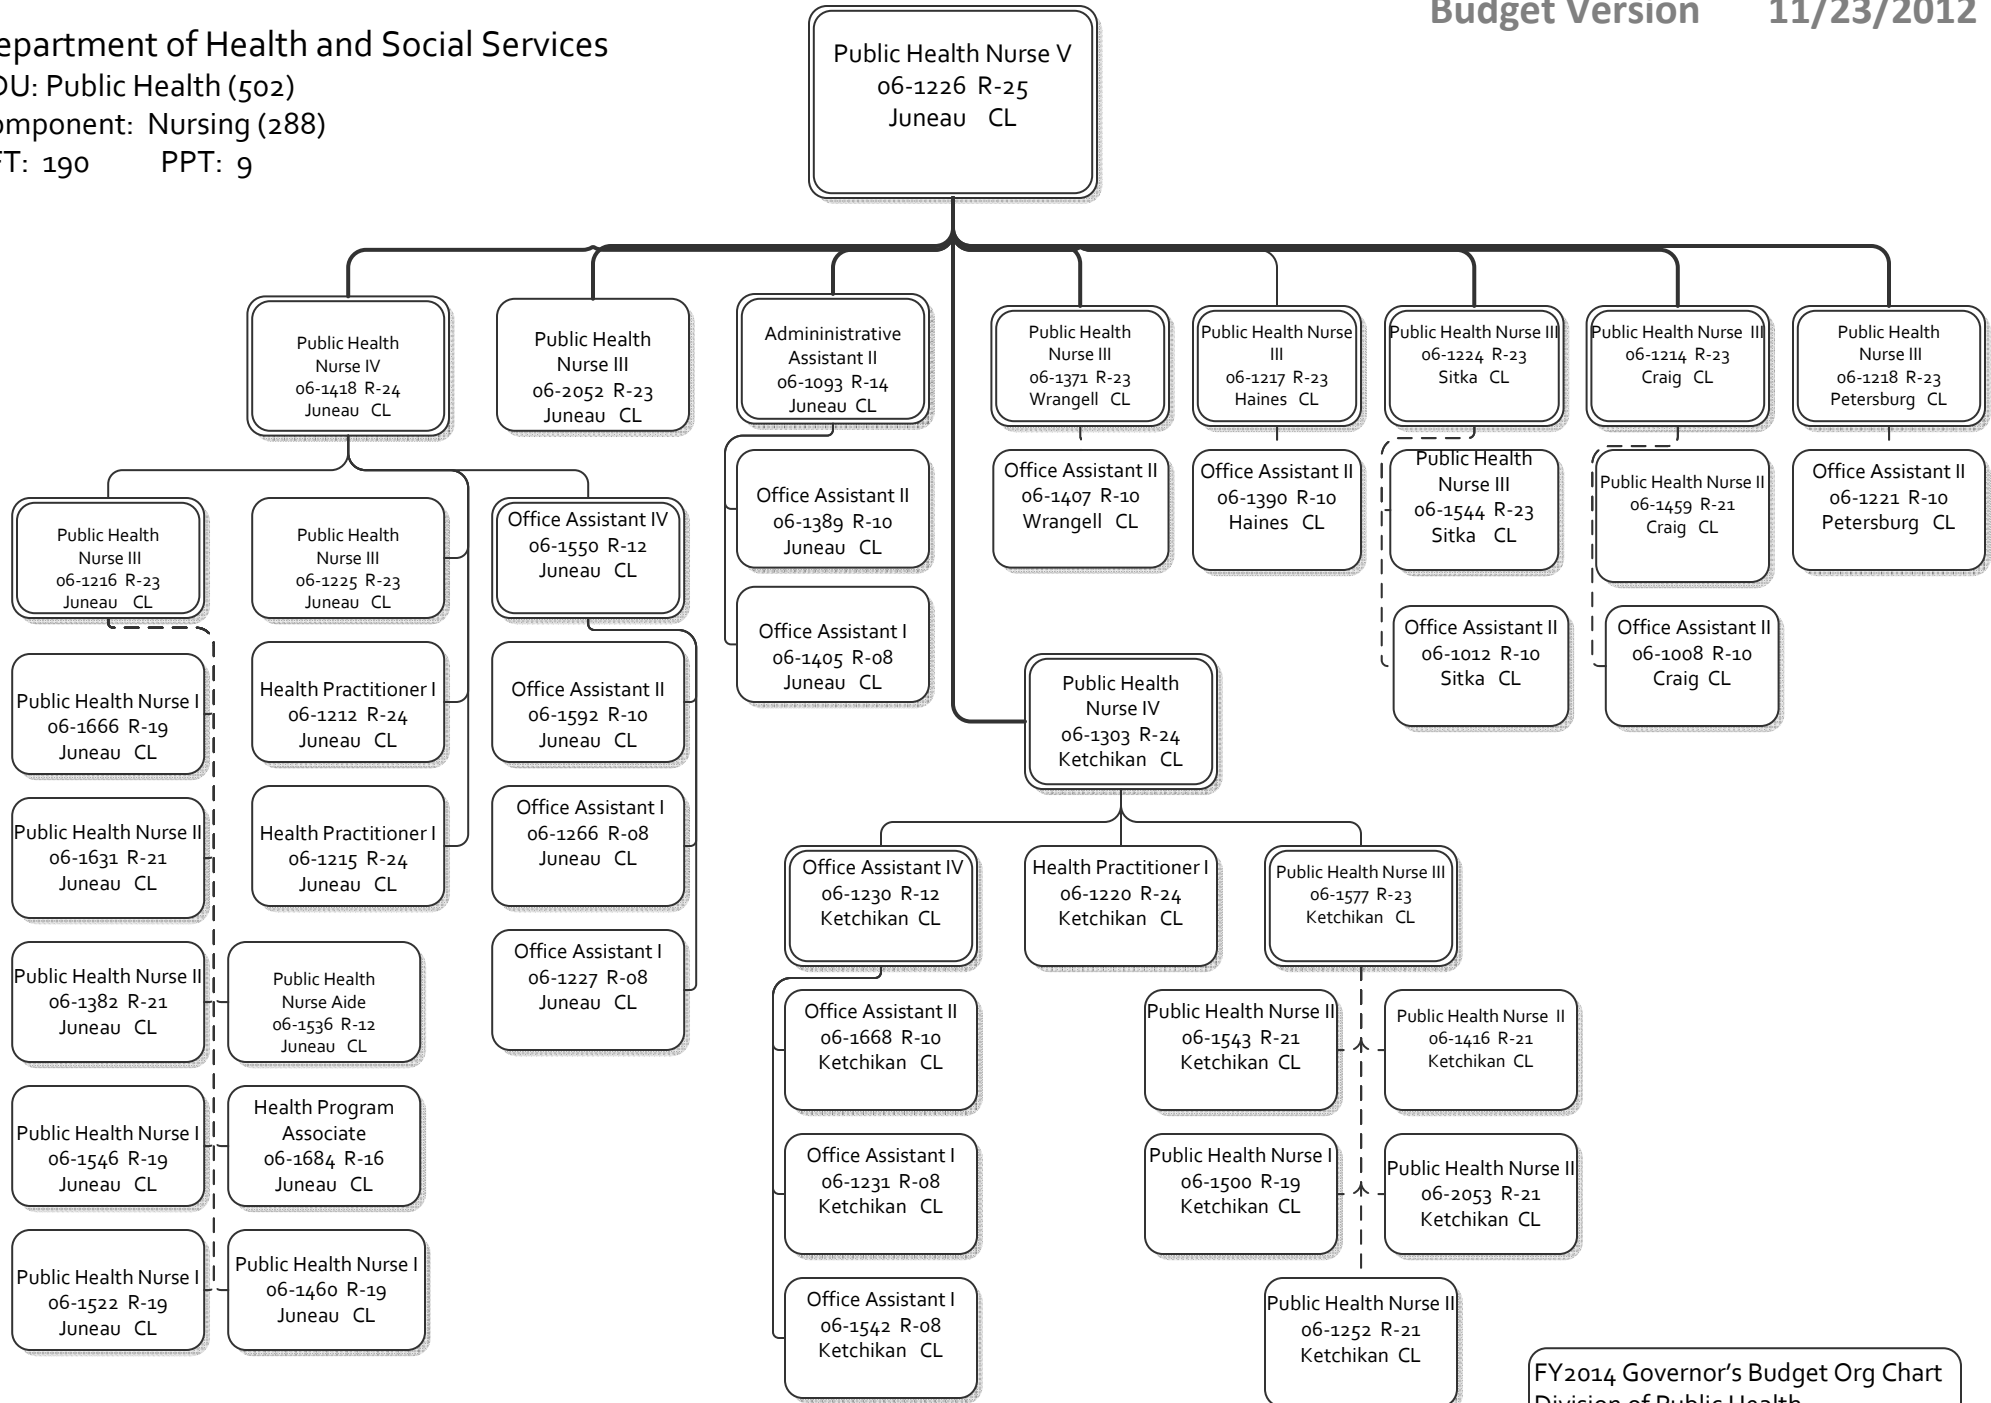 Budget Version 11/23/2012
epartment of Health and Social Services
DU: Public Health (502)
omponent: Nursing (288)
FT: 190 PPT: 9
Public Health Nurse V
06-1226 R-25
Juneau CL
Public Health
Nurse IV
06-1418 R-24
Juneau CL
Public Health
Nurse III
06-2052 R-23
Juneau CL
Admininistrative
Assistant II
06-1093 R-14
Juneau CL
Public Health
Nurse III
06-1371 R-23
Wrangell CL
Public Health Nurse
III
06-1217 R-23
Haines CL
Public Health Nurse III
06-1224 R-23
Sitka CL
Public Health Nurse III
06-1214 R-23
Craig CL
Public Health
Nurse III
06-1218 R-23
Petersburg CL
Office Assistant II
06-1389 R-10
Juneau CL
Office Assistant I
06-1405 R-08
Juneau CL
Office Assistant II
06-1407 R-10
Wrangell CL
Office Assistant II
06-1390 R-10
Haines CL
Public Health
Nurse III
06-1544 R-23
Sitka CL
Office Assistant II
06-1012 R-10
Sitka CL
Public Health Nurse II
06-1459 R-21
Craig CL
Office Assistant II
06-1008 R-10
Craig CL
Office Assistant II
06-1221 R-10
Petersburg CL
Public Health
Nurse III
06-1216 R-23
Juneau CL
Public Health
Nurse III
06-1225 R-23
Juneau CL
Office Assistant IV
06-1550 R-12
Juneau CL
Public Health Nurse I
06-1666 R-19
Juneau CL
Health Practitioner I
06-1212 R-24
Juneau CL
Office Assistant II
06-1592 R-10
Juneau CL
Public Health Nurse II
06-1631 R-21
Juneau CL
Health Practitioner I
06-1215 R-24
Juneau CL
Office Assistant I
06-1266 R-08
Juneau CL
Public Health Nurse II
06-1382 R-21
Juneau CL
Public Health
Nurse Aide
06-1536 R-12
Juneau CL
Office Assistant I
06-1227 R-08
Juneau CL
Public Health Nurse I
06-1546 R-19
Juneau CL
Health Program
Associate
06-1684 R-16
Juneau CL
Public Health Nurse I
06-1522 R-19
Juneau CL
Public Health Nurse I
06-1460 R-19
Juneau CL
Public Health
Nurse IV
06-1303 R-24
Ketchikan CL
Office Assistant IV
06-1230 R-12
Ketchikan CL
Health Practitioner I
06-1220 R-24
Ketchikan CL
Public Health Nurse III
06-1577 R-23
Ketchikan CL
Office Assistant II
06-1668 R-10
Ketchikan CL
Public Health Nurse II
06-1543 R-21
Ketchikan CL
Public Health Nurse II
06-1416 R-21
Ketchikan CL
Office Assistant I
06-1231 R-08
Ketchikan CL
Public Health Nurse I
06-1500 R-19
Ketchikan CL
Public Health Nurse II
06-2053 R-21
Ketchikan CL
Office Assistant I
06-1542 R-08
Ketchikan CL
Public Health Nurse II
06-1252 R-21
Ketchikan CL
FY2014 Governor's Budget Org Chart
Division of Public Health